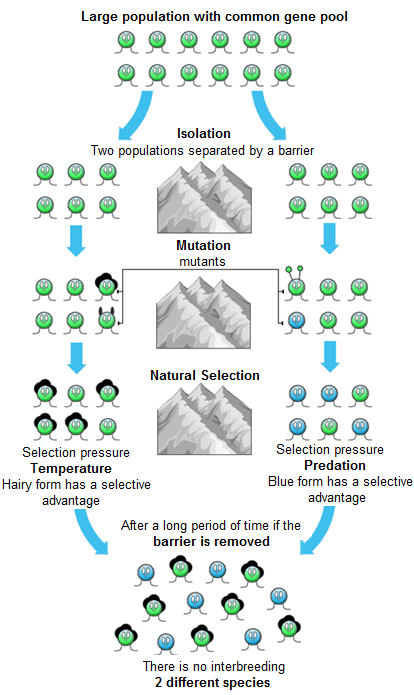 Large population with common gene pool
Isolation
Two populations separated by a barrier
Mutation
mutants
Natural Selection
Selection pressure
Temperature
Hairy form has a selective
advantage
Selection pressure
Predation
Blue form has a selective
advantage
After a long period of time if the
barrier is removed
There is no interbreeding
2 different species